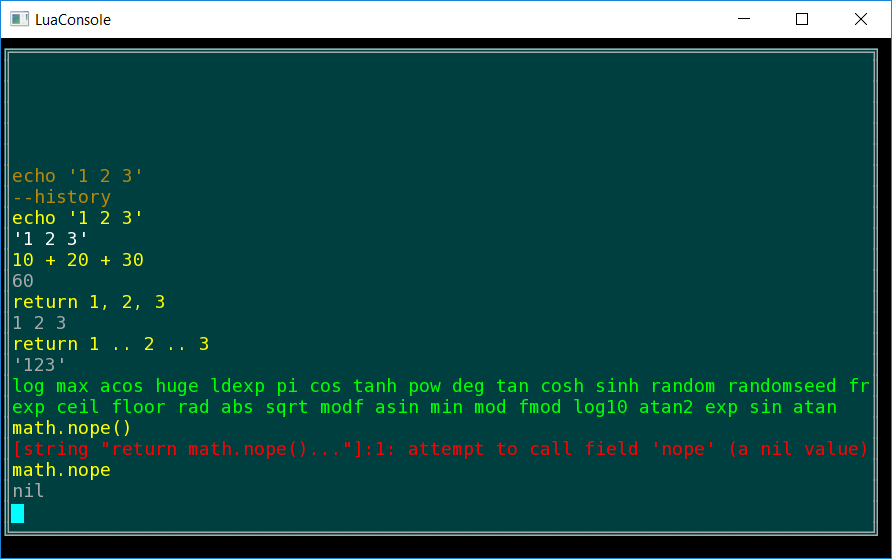 LuaConsole
echo '1 2 3'
--history
echo '1 2 3'
'1 2 3'
10 + 20 + 30
60
return 1, 2, 3
1 2 3
return 1 .. 2 .. 3
'123'
log max acos huge ldexp pi cos tanh pow deg tan cosh sinh random randomseed fr
exp ceil floor rad abs sqrt modf asin min mod fmod log10 atan2 exp sin atan
math.nope()
[string "return math.nope()..."]:1: attempt to call field 'nope' (a nil value)
math.nope
nil